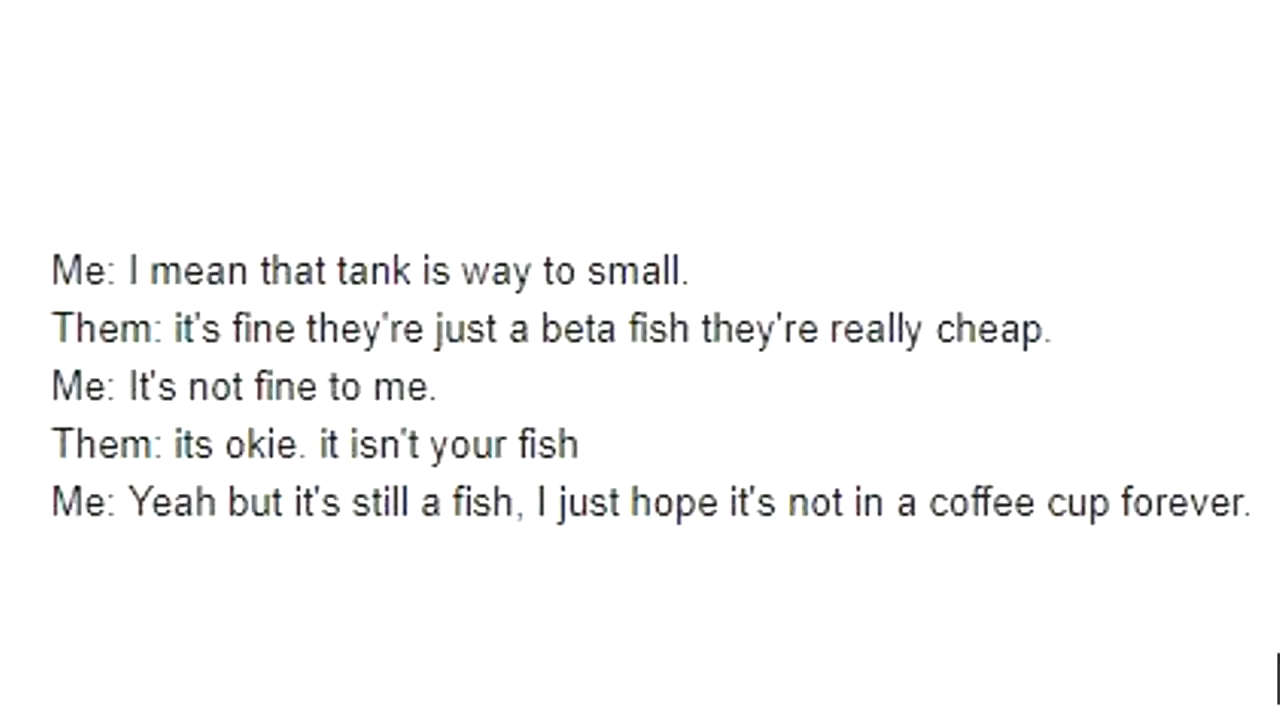 Me: I mean that tank is way to small.
Them: it's fine they're just a beta fish they're really cheap.
Me: It's not fine to me.
Them: its okie. it isn't your fish
Me: Yeah but it's still a fish, I just hope it's not in a coffee cup forever.